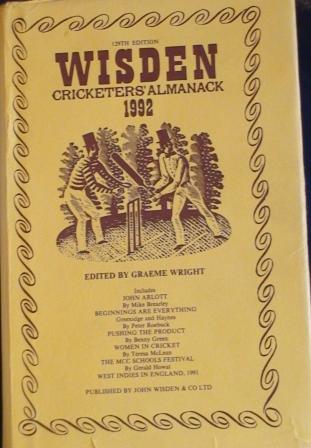 129TH EDITION
WISDEN
CRICKETERS' ALMANACK
1992
EDITED BY GRAEME WRIGHT
Includes
JOHN ARLOTT
By Mike Brearley
BEGINNINGS ARE EVERYTHING
Greenidge and Haynes
By Peter Roebuck
PUSHING THE PRODUCT
By Benny Green
WOMEN IN CRICKET
By Teresa McLean
THE MCC SCHOOLS FESTIVAL
By Gerald Howat
WEST INDIES IN ENGLAND, 1991
PUBLISHED BY JOHN WISDEN & CO LTD